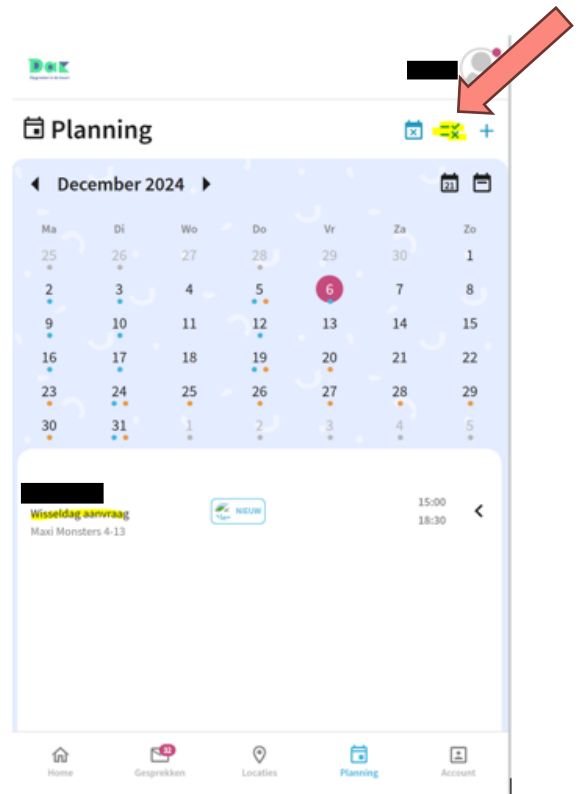 Dak
Planning
December 2024
21
Ma Di Wo Do Vr Za Zo
25 26 27 28 29 30 1
2 3 4 5 6 7 8
9 10 11 12 13 14 15
16 17 18 19 20 21 22
23 24 25 26 27 28 29
30 31 1 2 3 4 5
Wisseldag aanvraag
Maxi Monsters 4-13
NIEUW
15:00
18:30
32
Home Gesprekken Locaties Planning Account